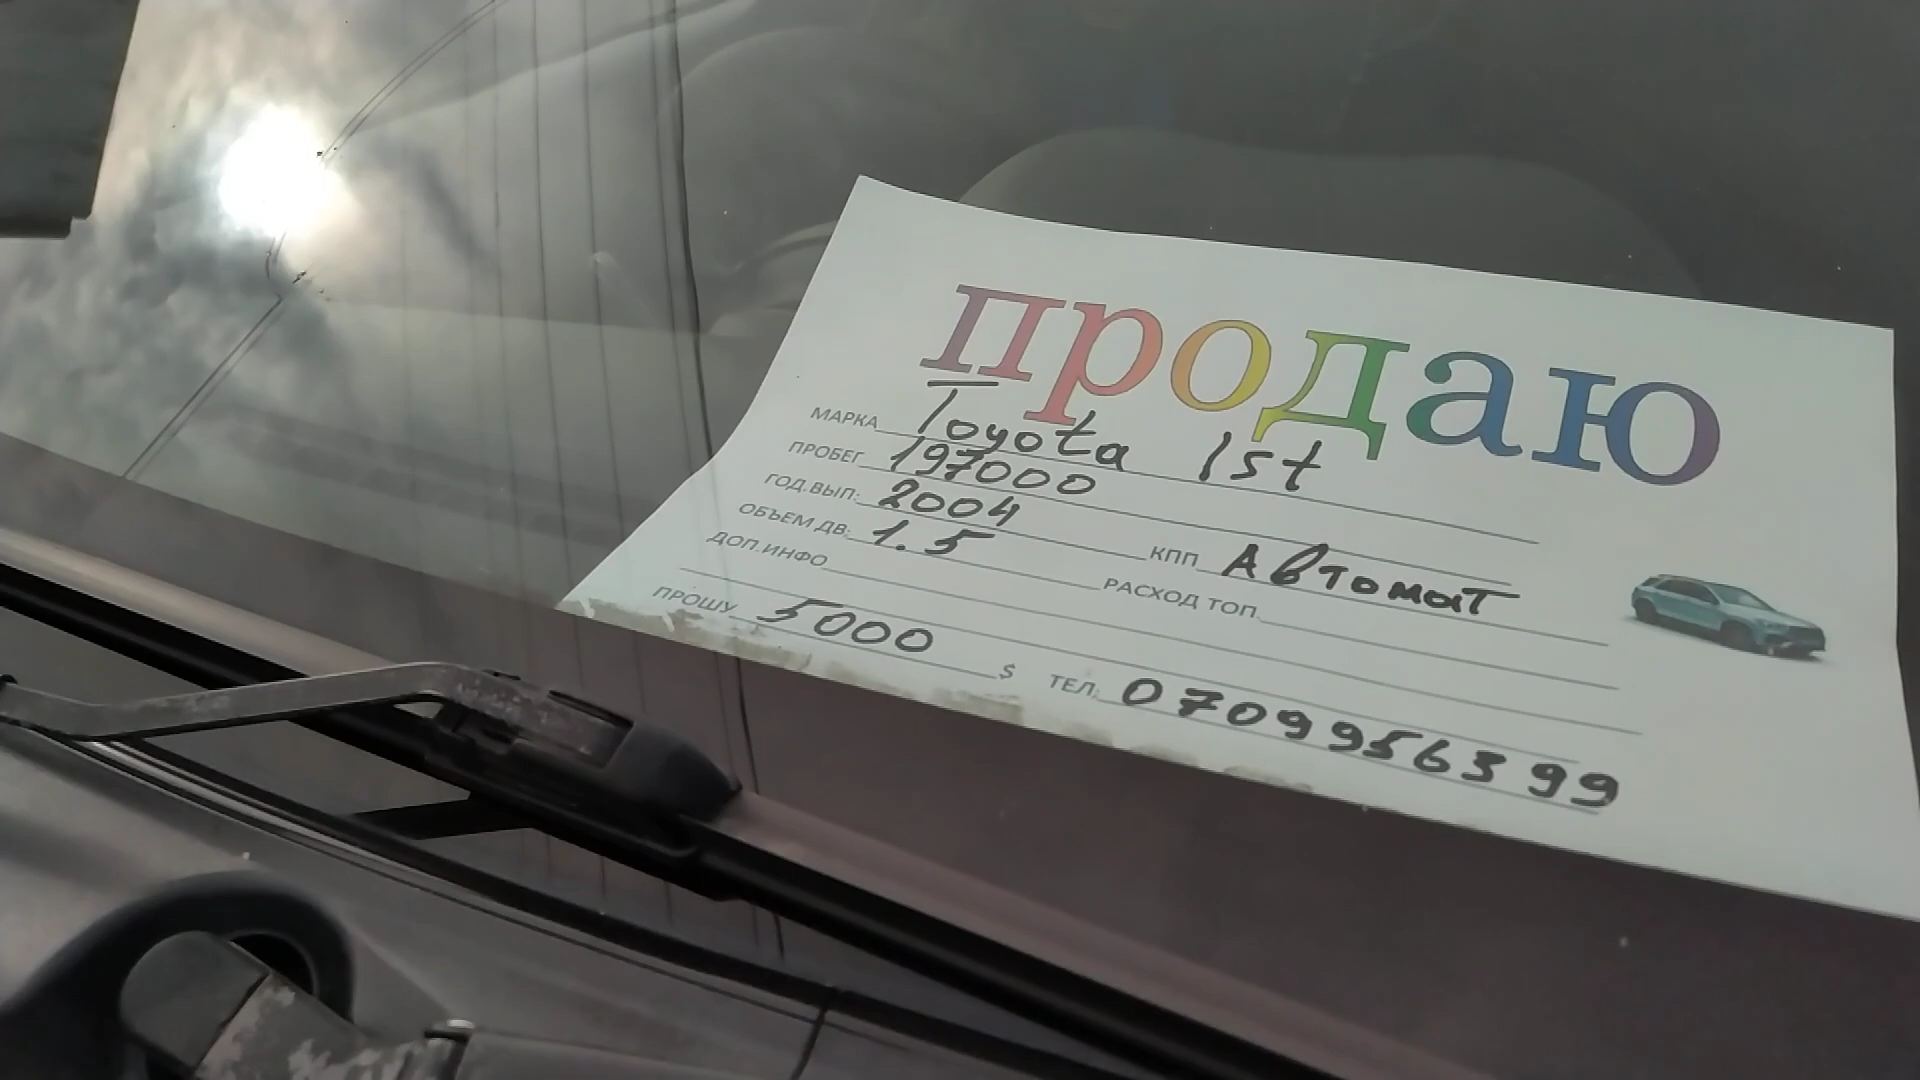 продаю
МАРКА Toyota Ist
ПРОБЕГ 197000
ГОД.ВЫП: 2004 КПП Автомат
ОБЪЕМ ДВ: 1.5 РАСХОД ТОП
ДОП.ИНФО
ПРОШУ 5000 $ ТЕЛ: 0709956399